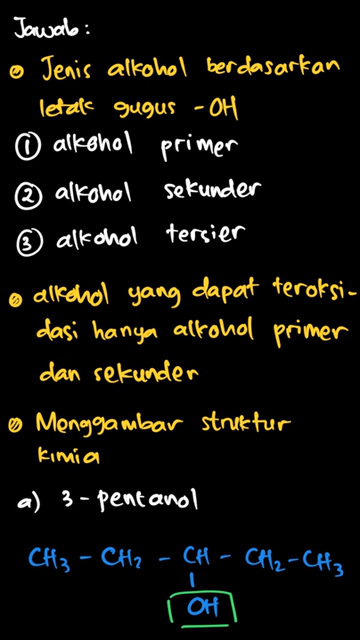 Jawab :
Jenis alkohol berdasarkan
letak gugus -OH
① alkohol primer
② alkohol sekunder
③ alkohol tersier
alkohol yang dapat teroksi-
dasi hanya alkohol primer
dan sekunder
Menggambar struktur
kimia
a) 3-pentanol
CH₃ - CH₂ - CH - CH₂ - CH₃
OH